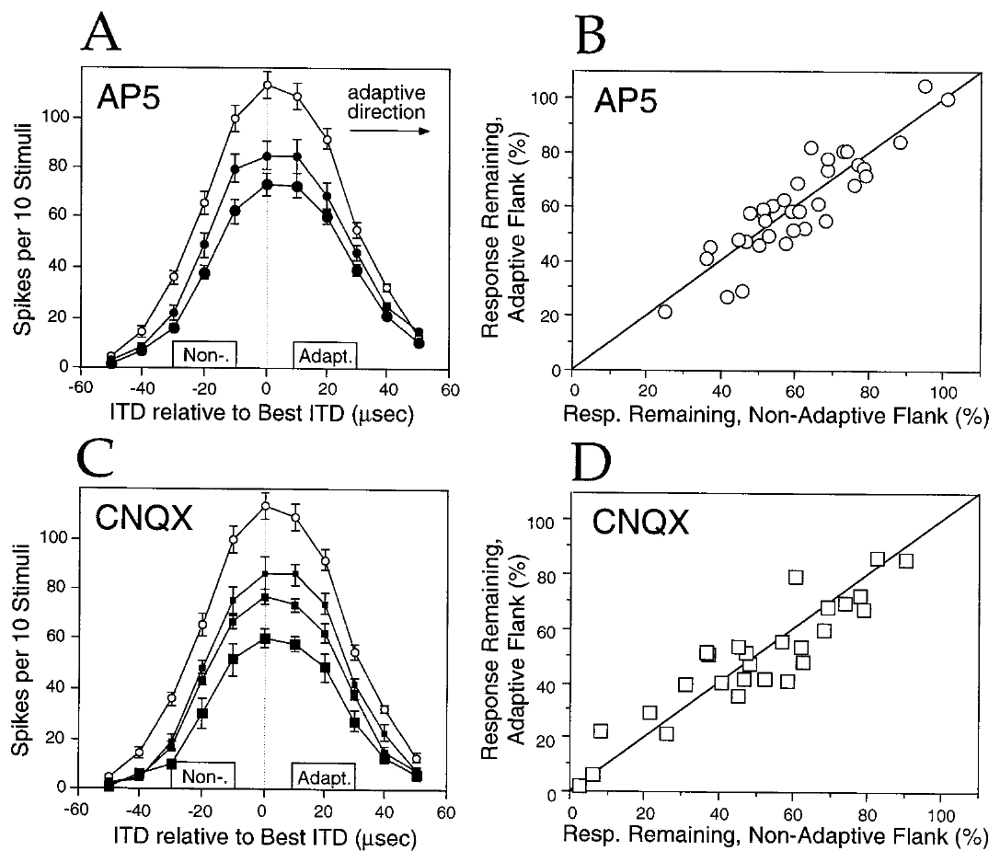 A
AP5
adaptive
direction
Spikes per 10 Stimuli
100
80
60
40
20
0
Non-.
Adapt.
-60
-40
-20
0
20
40
60
ITD relative to Best ITD (μsec)
B
AP5
Response Remaining,
Adaptive Flank (%)
100
80
60
40
20
0
0
20
40
60
80
100
Resp. Remaining, Non-Adaptive Flank (%)
C
CNQX
Spikes per 10 Stimuli
100
80
60
40
20
0
Non-.
Adapt.
-60
-40
-20
0
20
40
60
ITD relative to Best ITD (μsec)
D
CNQX
Response Remaining,
Adaptive Flank (%)
100
80
60
40
20
0
0
20
40
60
80
100
Resp. Remaining, Non-Adaptive Flank (%)